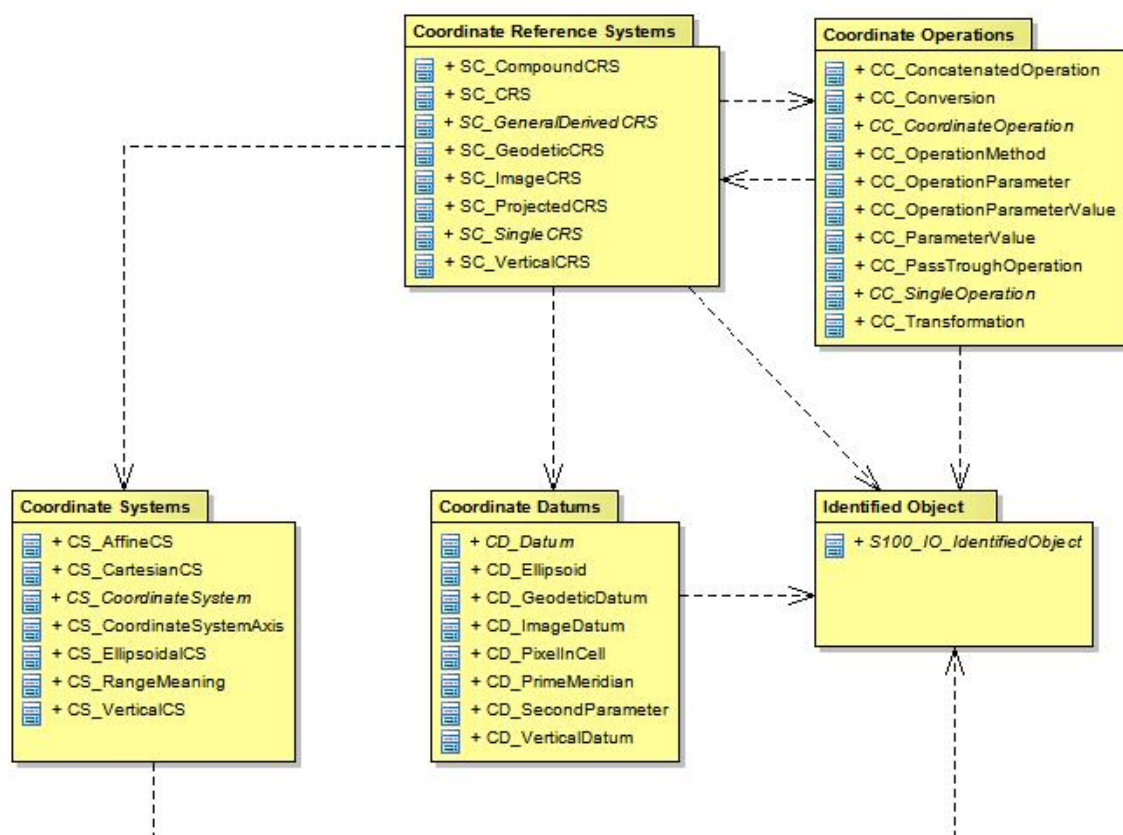 Coordinate Reference Systems
+ SC_CompoundCRS
+ SC_CRS
+ SC_GeneralDerivedCRS
+ SC_GeodeticCRS
+ SC_ImageCRS
+ SC_ProjectedCRS
+ SC_SingleCRS
+ SC_VerticalCRS
Coordinate Operations
+ CC_ConcatenatedOperation
+ CC_Conversion
+ CC_CoordinateOperation
+ CC_OperationMethod
+ CC_OperationParameter
+ CC_OperationParameterValue
+ CC_ParameterValue
+ CC_PassTroughOperation
+ CC_SingleOperation
+ CC_Transformation
Coordinate Systems
+ CS_AffineCS
+ CS_CartesianCS
+ CS_CoordinateSystem
+ CS_CoordinateSystemAxis
+ CS_EllipsoidalCS
+ CS_RangeMeaning
+ CS_VerticalCS
Coordinate Datums
+ CD_Datum
+ CD_Ellipsoid
+ CD_GeodeticDatum
+ CD_ImageDatum
+ CD_PixelInCell
+ CD_PrimeMeridian
+ CD_SecondParameter
+ CD_VerticalDatum
Identified Object
+ S100_IO_IdentifiedObject